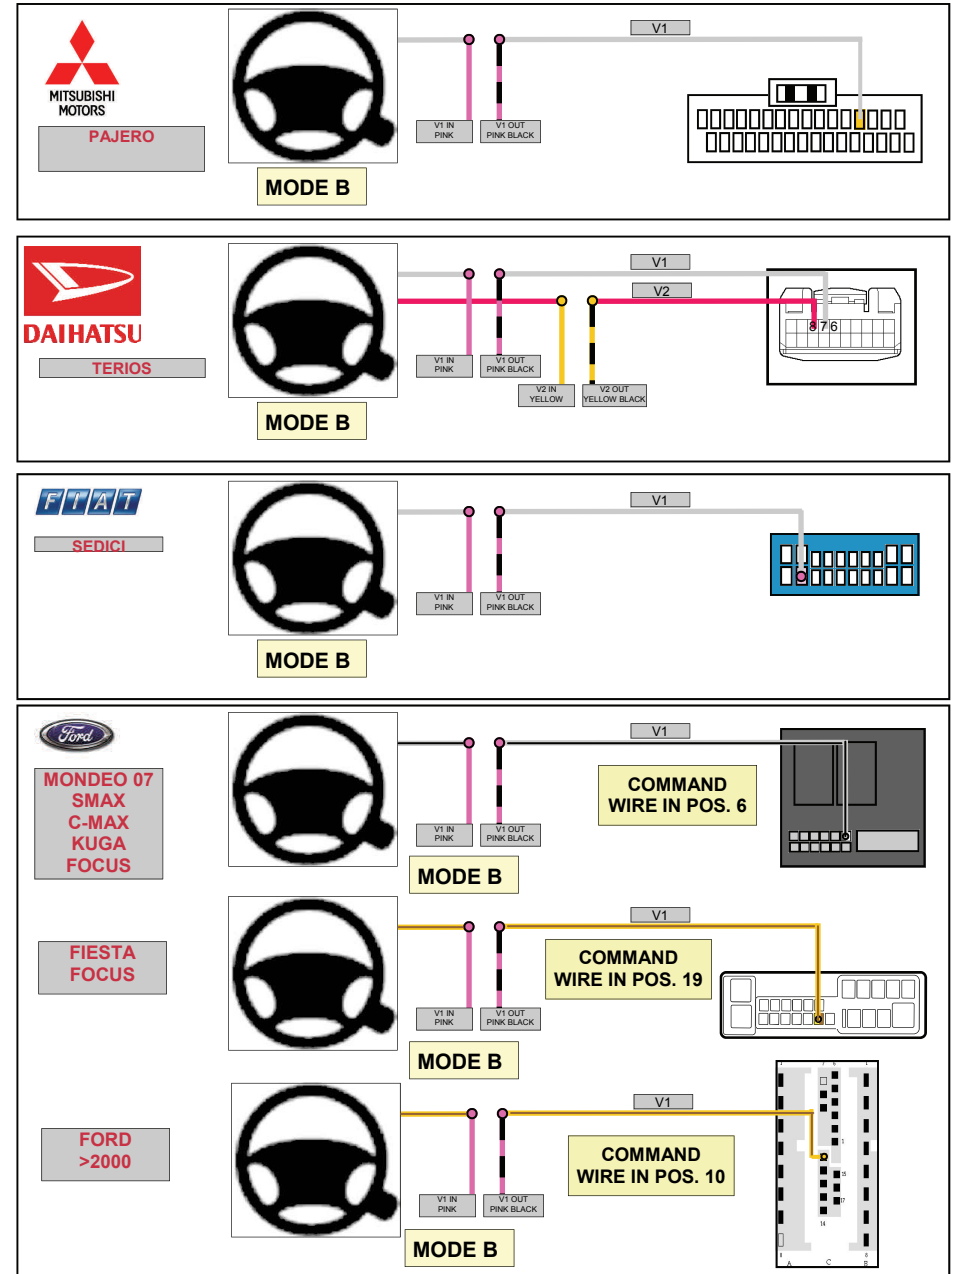 MITSUBISHI
MOTORS
PAJERO
V1
V1 IN
PINK
V1 OUT
PINK BLACK
MODE B
DAIHATSU
TERIOS
V1
V2
V1 IN
PINK
V1 OUT
PINK BLACK
V2 IN
YELLOW
V2 OUT
YELLOW BLACK
8 7 6
MODE B
FIAT
SEDICI
V1
V1 IN
PINK
V1 OUT
PINK BLACK
MODE B
Ford
MONDEO 07
SMAX
C-MAX
KUGA
FOCUS
V1
COMMAND
WIRE IN POS. 6
V1 IN
PINK
V1 OUT
PINK BLACK
MODE B
FIESTA
FOCUS
V1
COMMAND
WIRE IN POS. 19
V1 IN
PINK
V1 OUT
PINK BLACK
MODE B
FORD
>2000
V1
COMMAND
WIRE IN POS. 10
V1 IN
PINK
V1 OUT
PINK BLACK
MODE B
15
17
14
A
C
B